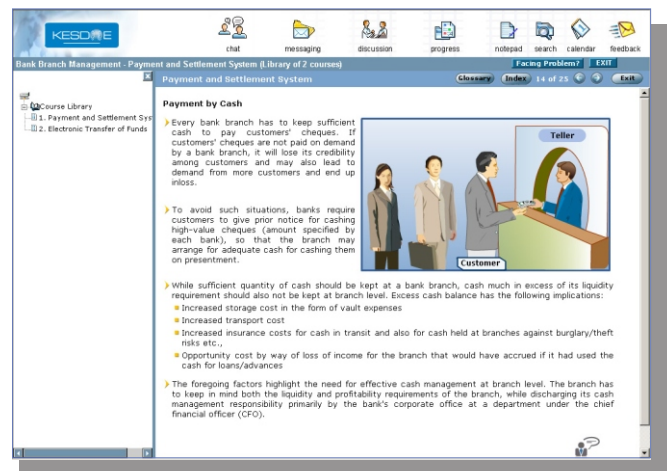 KESDEE
chat messaging discussion progress notepad search calendar feedback
Bank Branch Management - Payment and Settlement System (Library of 2 courses) Facing Problem? EXIT
Payment and Settlement System Glossary Index 14 of 25 Exit
Course Library
1. Payment and Settlement Sys
2. Electronic Transfer of Funds
Payment by Cash
Every bank branch has to keep sufficient
cash to pay customers' cheques. If
customers' cheques are not paid on demand
by a bank branch, it will lose its credibility
among customers and may also lead to
demand from more customers and end up
inloss.
To avoid such situations, banks require
customers to give prior notice for cashing
high-value cheques (amount specified by
each bank), so that the branch may
arrange for adequate cash for cashing them
on presentment.
Teller
Customer
While sufficient quantity of cash should be kept at a bank branch, cash much in excess of its liquidity
requirement should also not be kept at branch level. Excess cash balance has the following implications:
Increased storage cost in the form of vault expenses
Increased transport cost
Increased insurance costs for cash in transit and also for cash held at branches against burglary/theft
risks etc.,
Opportunity cost by way of loss of income for the branch that would have accrued if it had used the
cash for loans/advances
The foregoing factors highlight the need for effective cash management at branch level. The branch has
to keep in mind both the liquidity and profitability requirements of the branch, while discharging its cash
management responsibility primarily by the bank's corporate office at a department under the chief
financial officer (CFO).